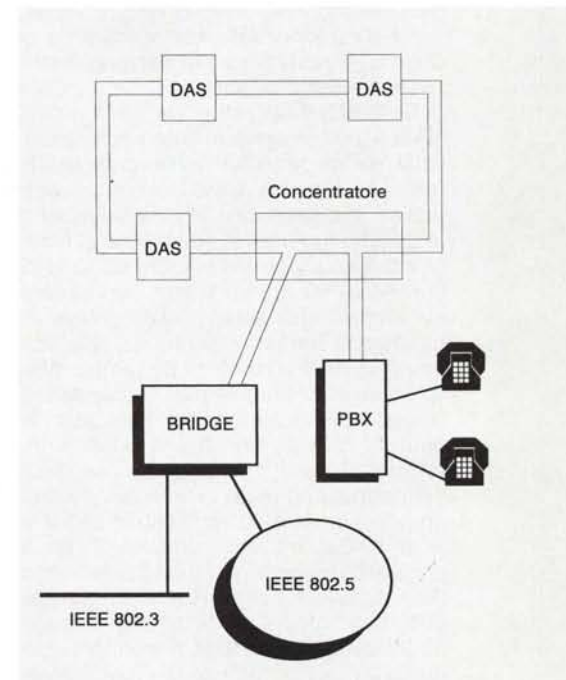 DAS DAS
Concentratore
DAS
BRIDGE PBX
IEEE 802.5
IEEE 802.3